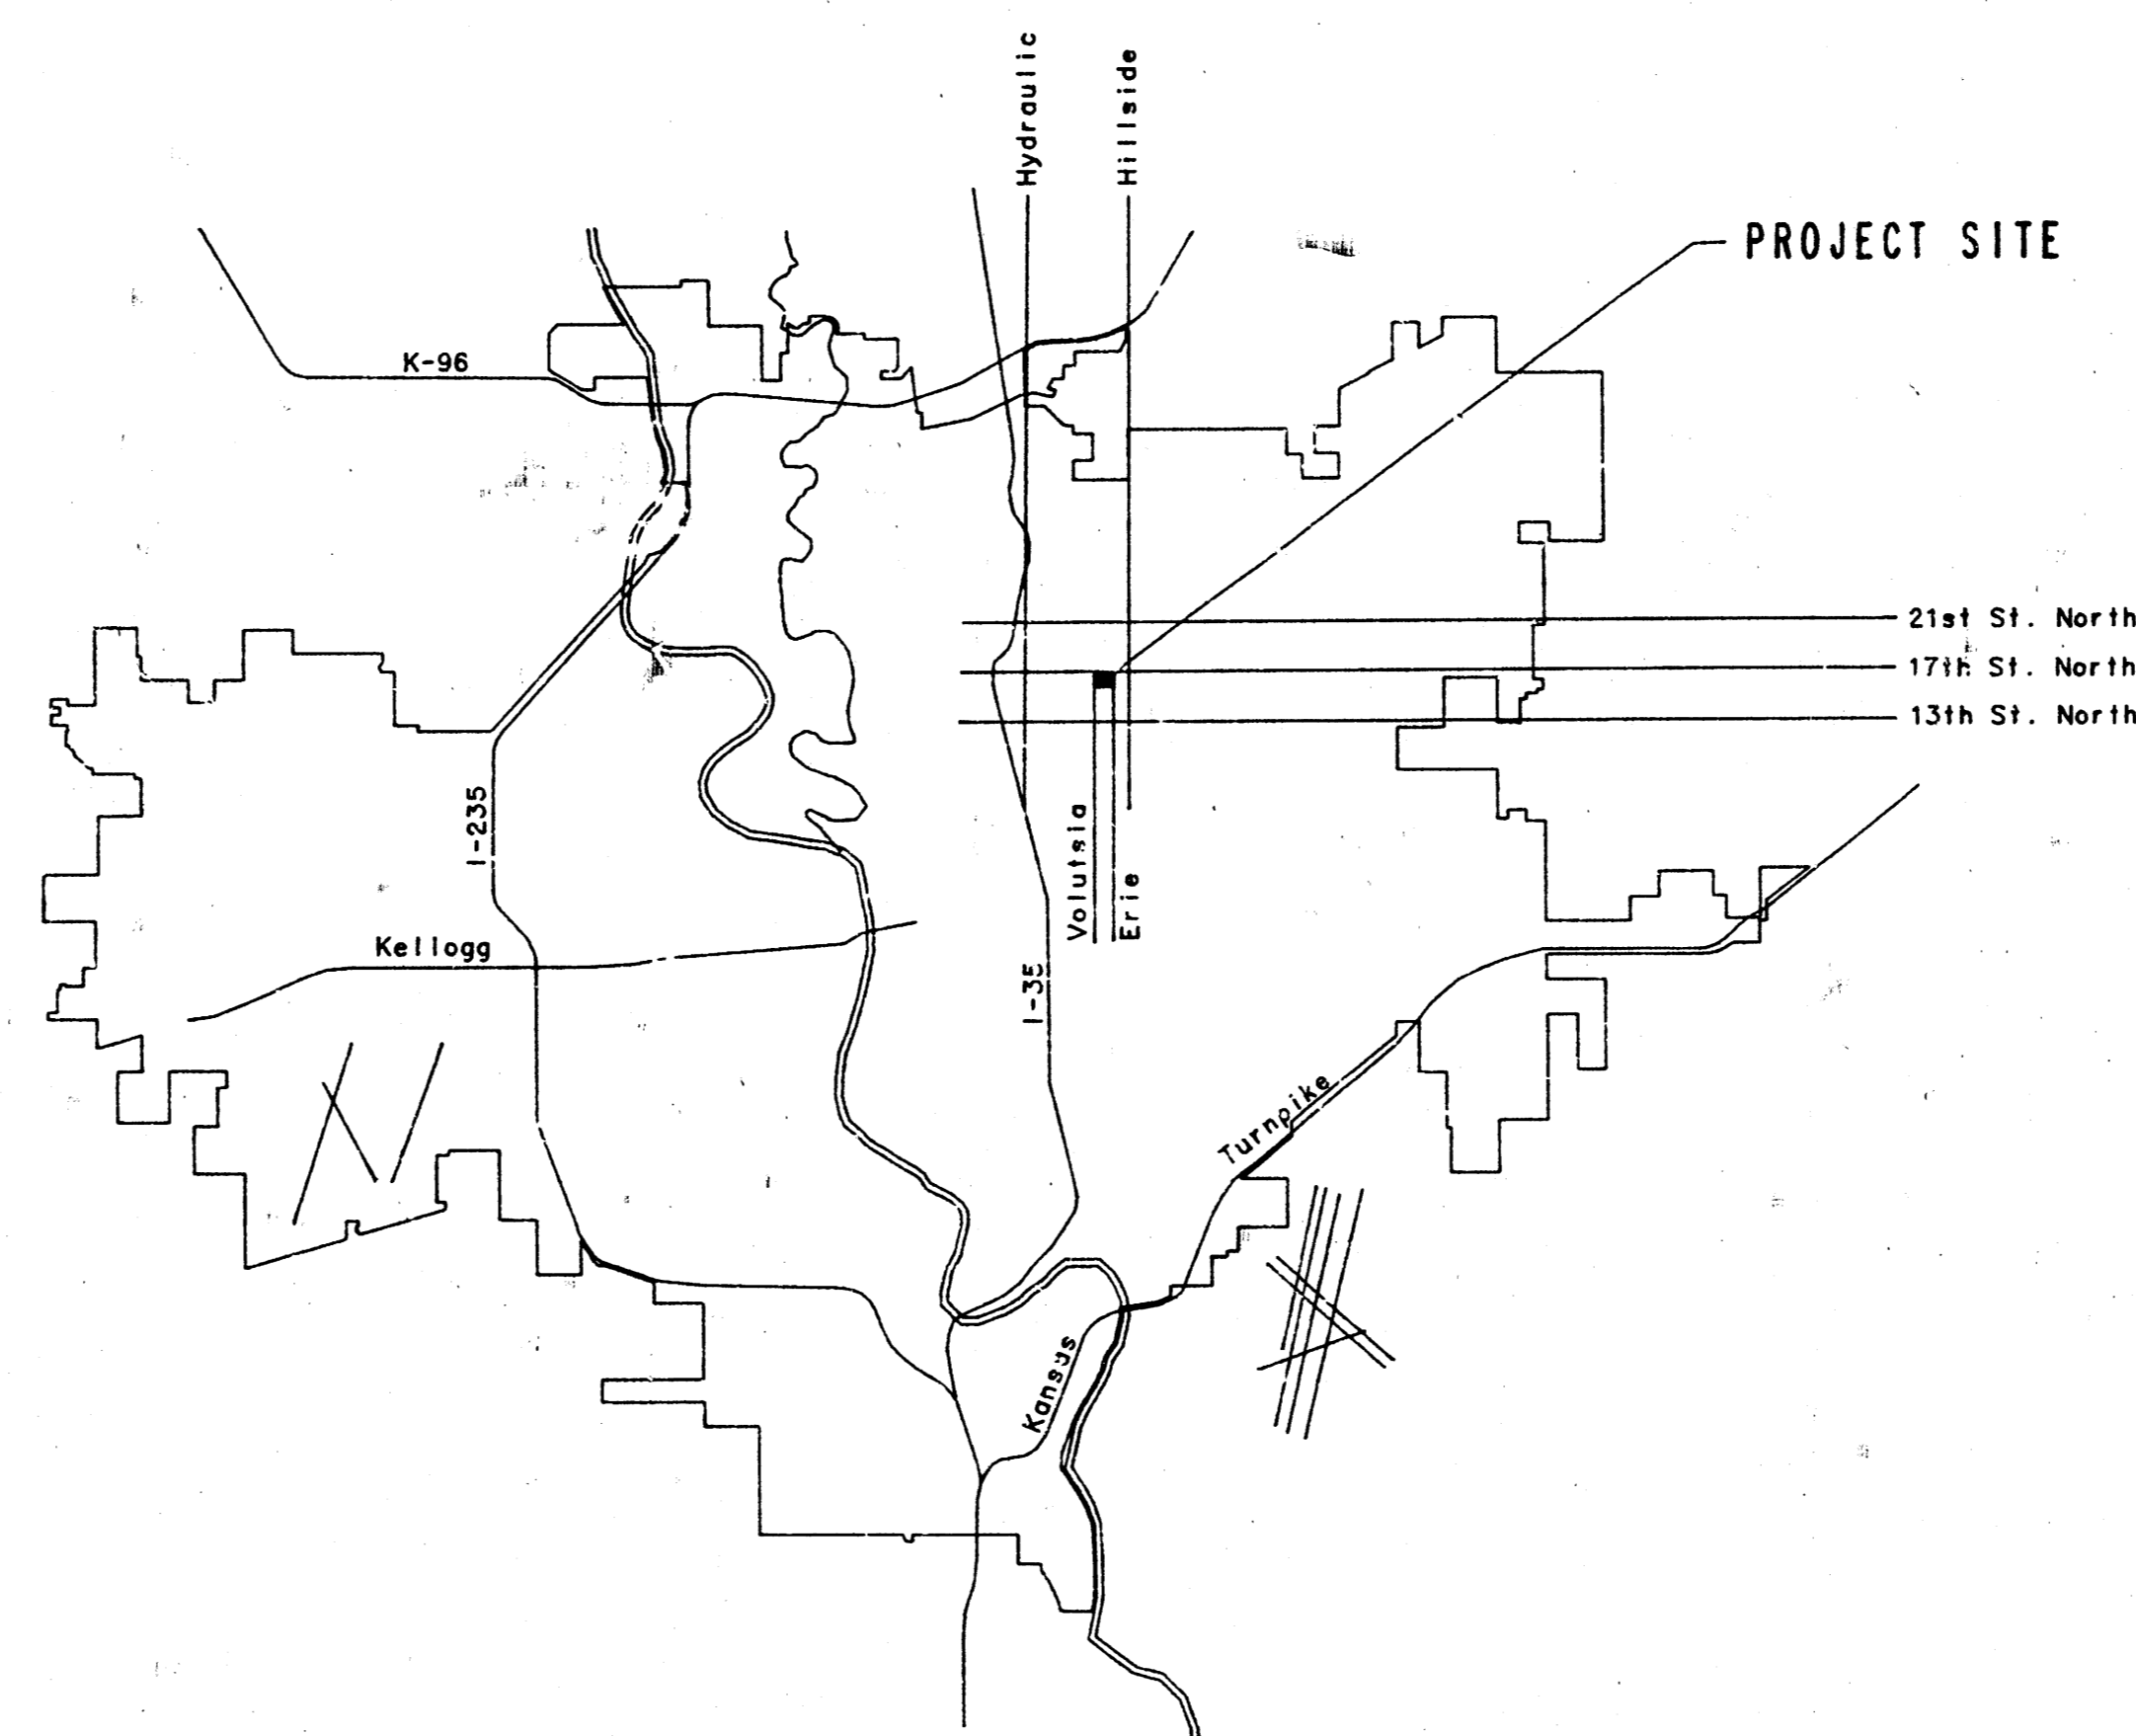 Hydraulic
Hillside
PROJECT SITE
K-96
21st St. North
17th St. North
13th St. North
I-235
Volutsia
Erie
Kellogg
I-35
Turnpike
Kansas